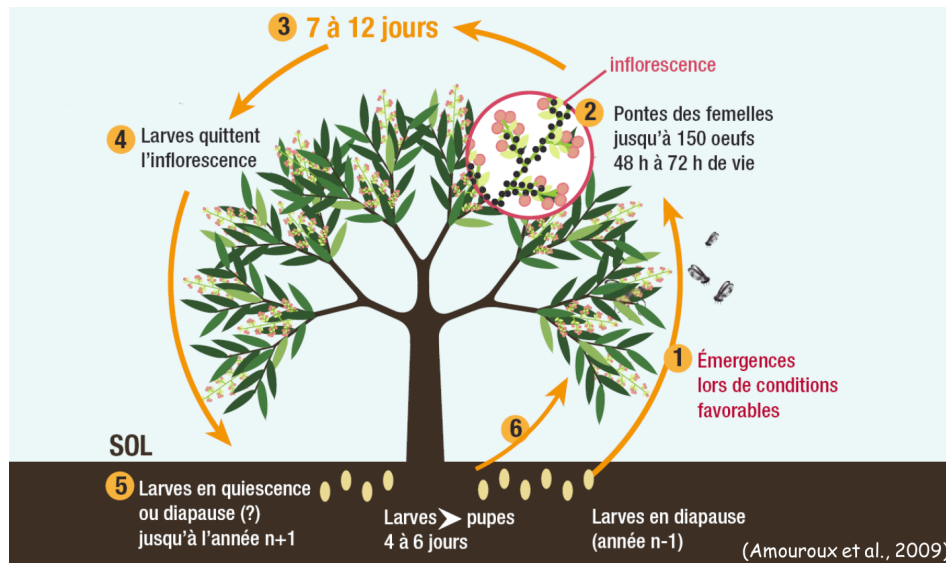 3 7 à 12 jours
inflorescence
2 Pontes des femelles
jusqu'à 150 oeufs
48 h à 72 h de vie
4 Larves quittent
l'inflorescence
1 Émergences
lors de conditions
favorables
6
SOL
5 Larves en quiescence
ou diapause (?)
jusqu'à l'année n+1
Larves > pupes
4 à 6 jours
Larves en diapause
(année n-1)
(Amouroux et al., 2009)